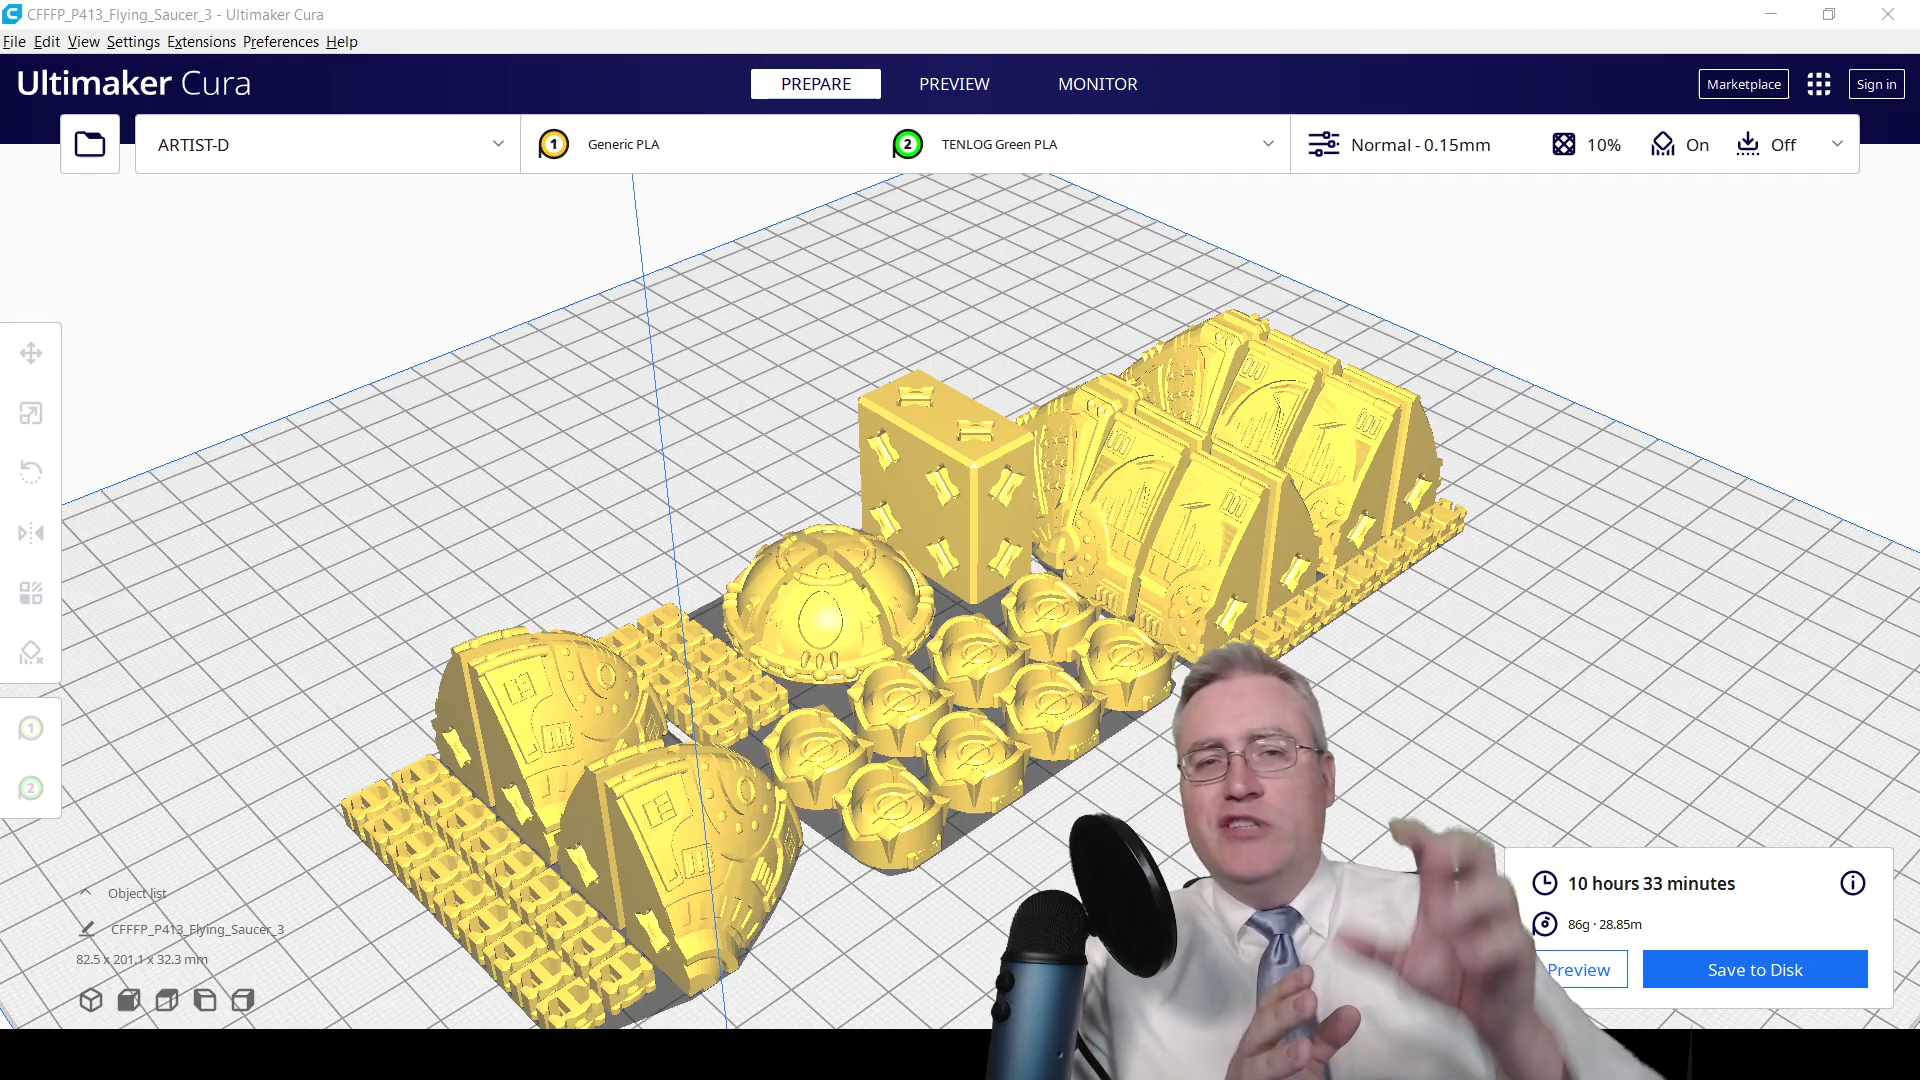 CFFFP_P413_Flying_Saucer_3 - Ultimaker Cura
File Edit View Settings Extensions Preferences Help
Ultimaker Cura
PREPARE PREVIEW MONITOR
Marketplace Sign in
ARTIST-D
1 Generic PLA
2 TENLOG Green PLA
Normal - 0.15mm
10% On Off
1
2
Object list
CFFFP_P413_Flying_Saucer_3
82.5 x 201.1 x 32.3 mm
10 hours 33 minutes
86g · 28.85m
Preview Save to Disk